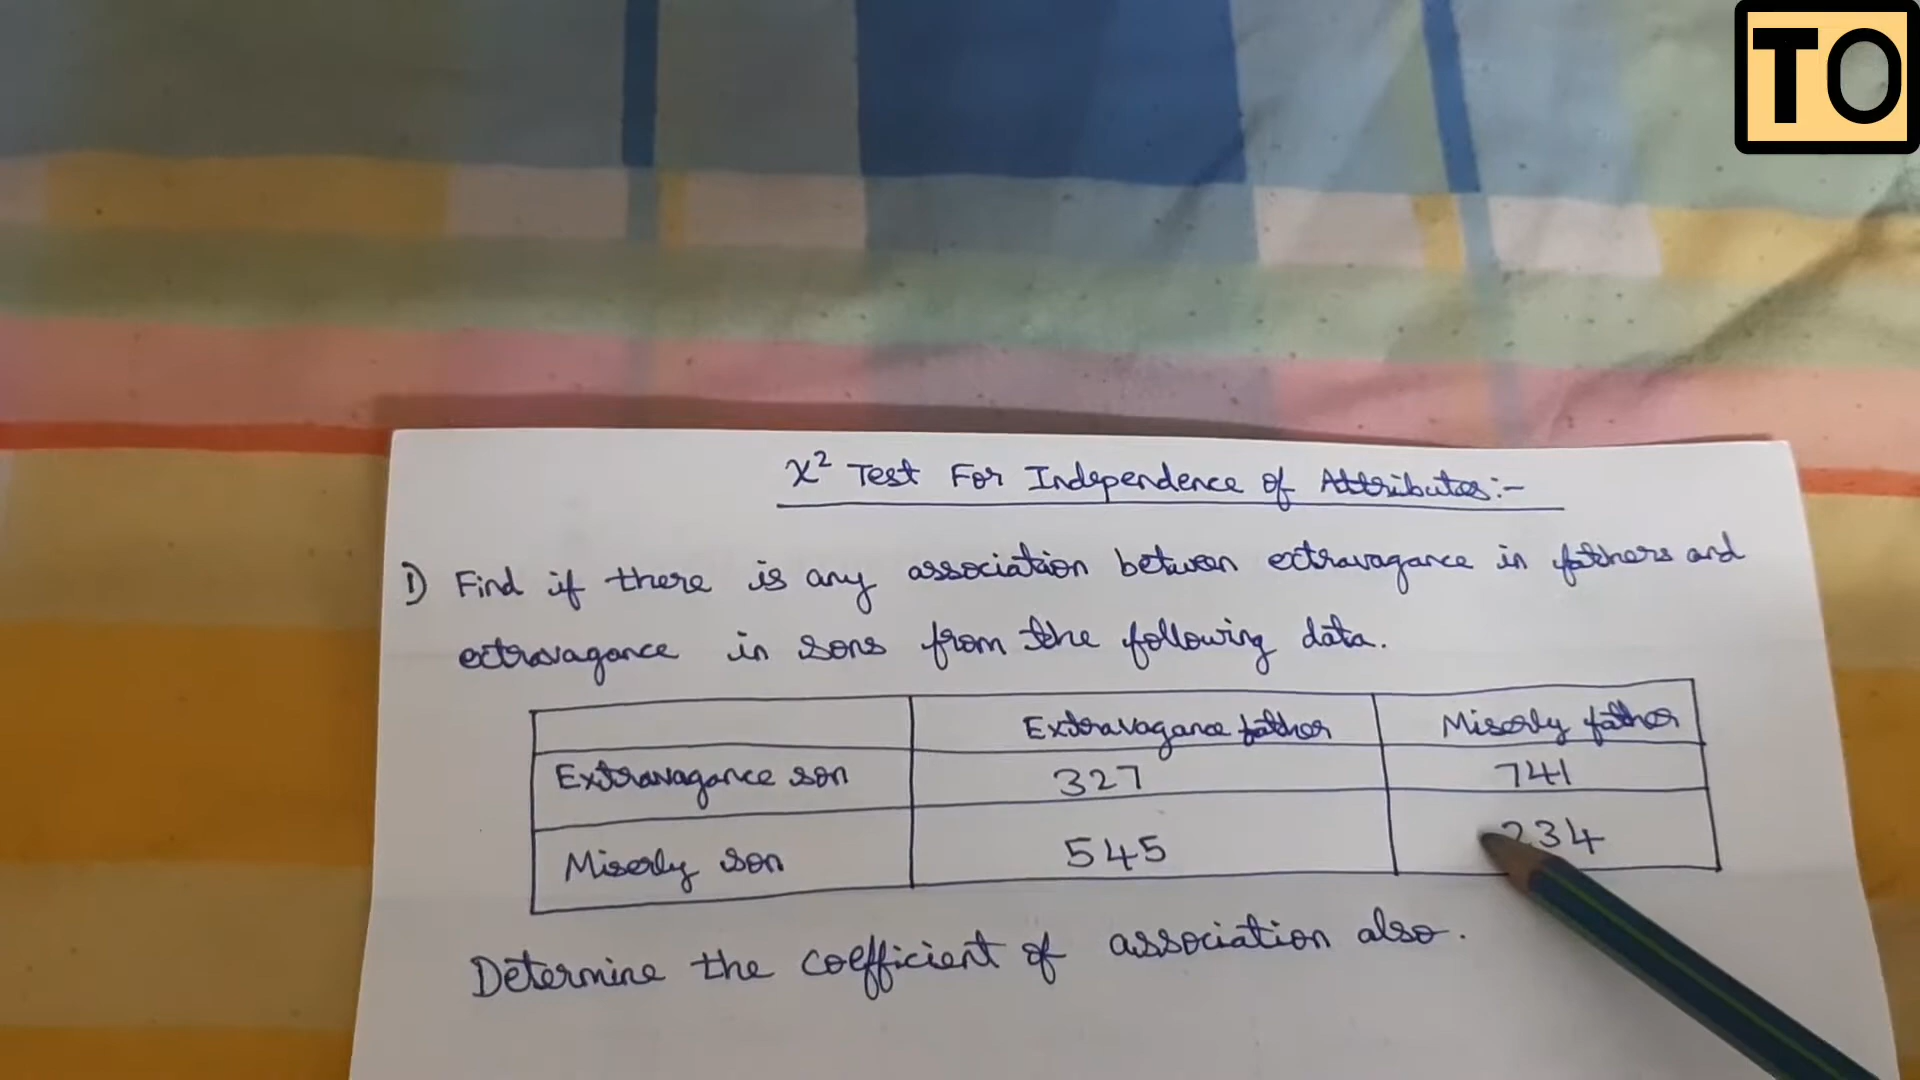 TO
χ² Test For Independence of Attributes:-
1) Find if there is any association between extravagance in fathers and
extravagance in sons from the following data.
Extravagance father Miserly father
Extravagance son 327 741
Miserly son 545 234
Determine the coefficient of association also.